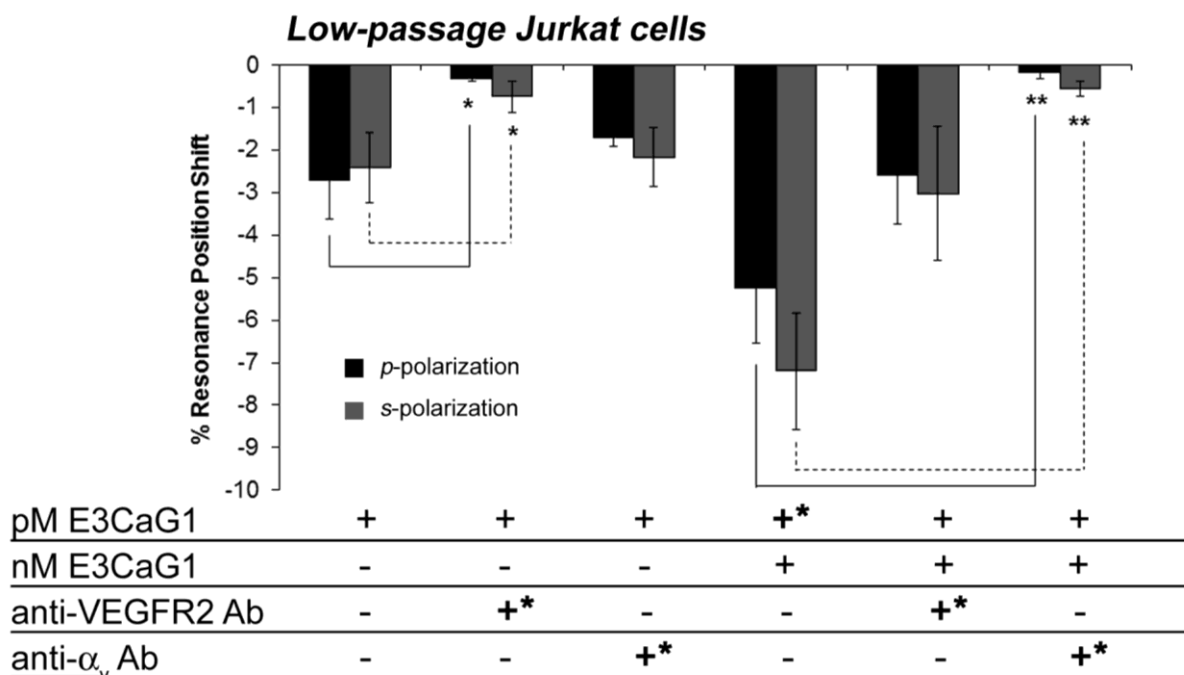 Low-passage Jurkat cells
% Resonance Position Shift
0
-1
-2
-3
-4
-5
-6
-7
-8
-9
-10
* * ** **
p-polarization
s-polarization
pM E3CaG1 + + + +* + +
nM E3CaG1 - - - + + +
anti-VEGFR2 Ab - +* - - +* -
anti-αv Ab - - +* - - +*